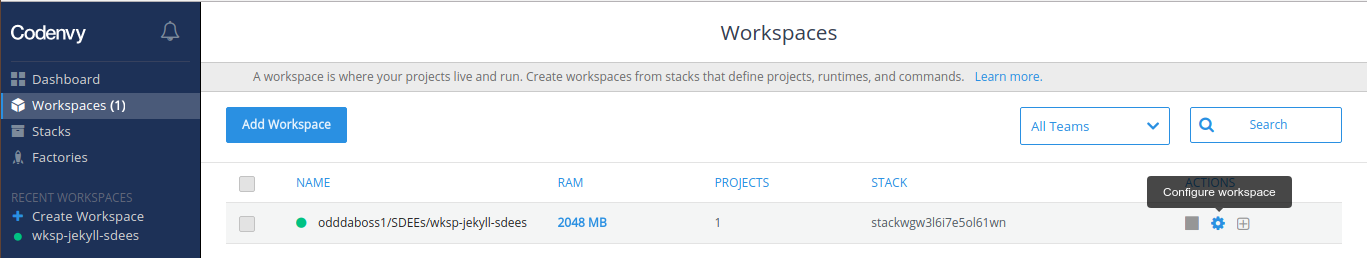 Codenvy
Dashboard
Workspaces (1)
Stacks
Factories
RECENT WORKSPACES
Create Workspace
wksp-jekyll-sdees
Workspaces
A workspace is where your projects live and run. Create workspaces from stacks that define projects, runtimes, and commands. Learn more.
Add Workspace
All Teams
Search
NAME RAM PROJECTS STACK ACTIONS
Configure workspace
odddaboss1/SDEEs/wksp-jekyll-sdees 2048 MB 1 stackwgw3l6i7e5ol61wn